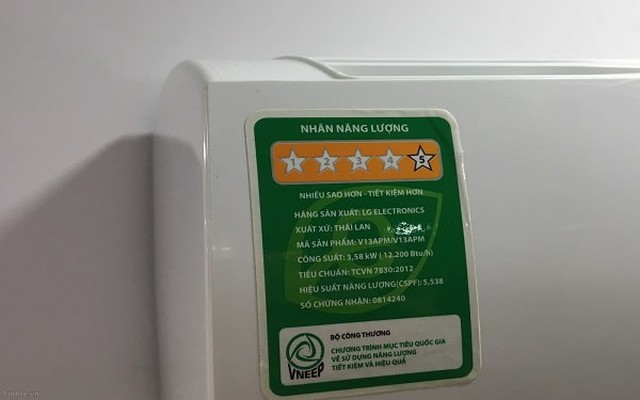 NHÃN NĂNG LƯỢNG
1 2 3 4 5
NHIỀU SAO HƠN - TIẾT KIỆM HƠN
HÃNG SẢN XUẤT: LG ELECTRONICS
XUẤT XỨ: THÁI LAN
MÃ SẢN PHẨM: V13APM/V13APM
CÔNG SUẤT: 3,58 kW ( 12.200 Btu/h)
TIÊU CHUẨN: TCVN 7830:2012
HIỆU SUẤT NĂNG LƯỢNG(CSPF): 5,538
SỐ CHỨNG NHẬN: 0814240
BỘ CÔNG THƯƠNG
CHƯƠNG TRÌNH MỤC TIÊU QUỐC GIA
VỀ SỬ DỤNG NĂNG LƯỢNG
TIẾT KIỆM VÀ HIỆU QUẢ
VNEEP